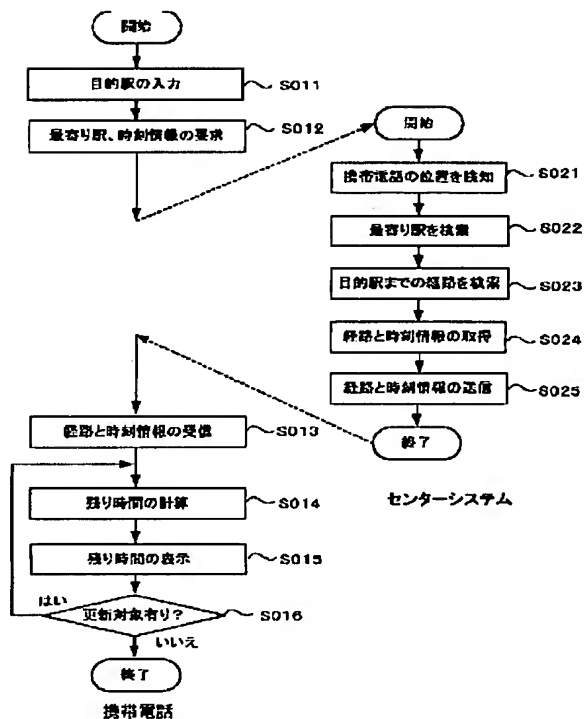 開始
目的駅の入力
S011
最寄り駅、時刻情報の要求
S012
開始
携帯電話の位置を検知
S021
最寄り駅を検索
S022
目的駅までの経路を検索
S023
経路と時刻情報の取得
S024
経路と時刻情報の送信
S025
終了
センターシステム
経路と時刻情報の受信
S013
残り時間の計算
S014
残り時間の表示
S015
はい
更新対象有り?
S016
いいえ
終了
携帯電話